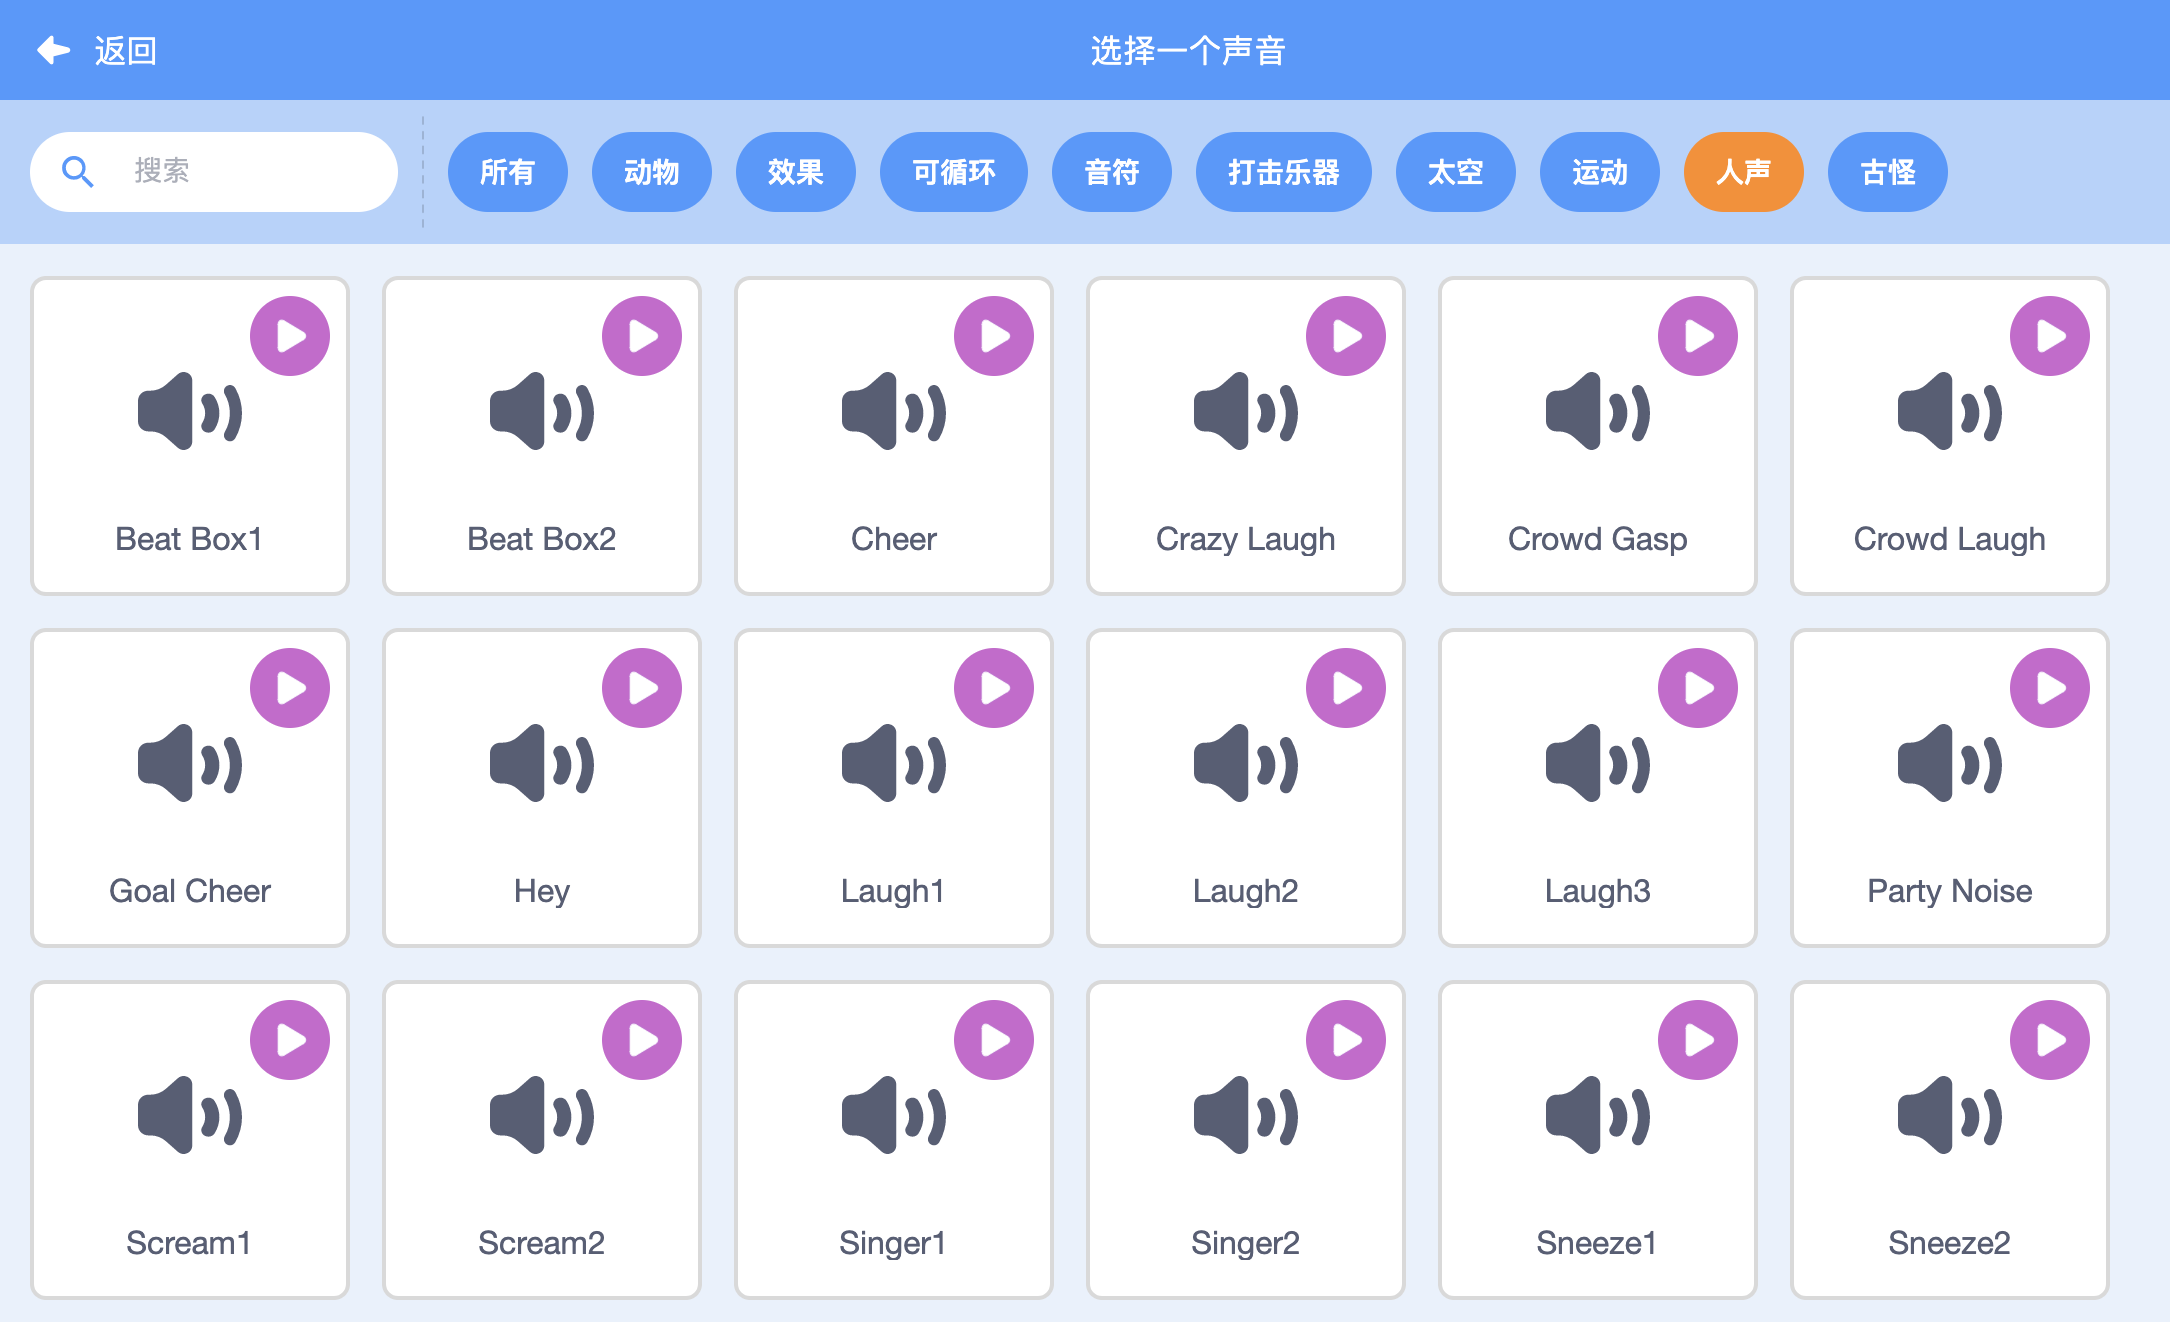 返回
选择一个声音
搜索
所有
动物
效果
可循环
音符
打击乐器
太空
运动
人声
古怪
Beat Box1
Beat Box2
Cheer
Crazy Laugh
Crowd Gasp
Crowd Laugh
Goal Cheer
Hey
Laugh1
Laugh2
Laugh3
Party Noise
Scream1
Scream2
Singer1
Singer2
Sneeze1
Sneeze2